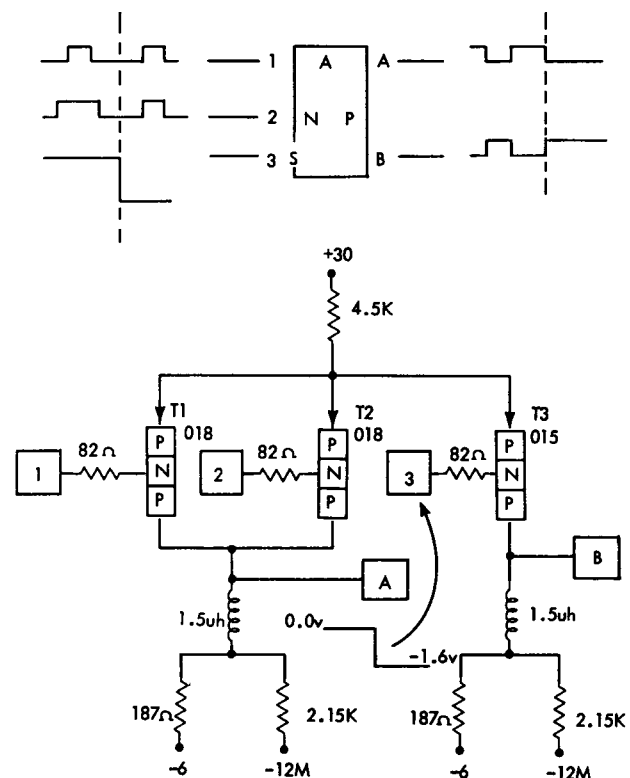 1 A A
2 N P
3 S B
+30
4.5K
T1 T2 T3
018 018 015
P P P
82Ω 82Ω 82Ω
1 N 2 N 3 N
P P P
A B
1.5uh 0.0v 1.5uh
-1.6v
187Ω 2.15K 187Ω 2.15K
-6 -12M -6 -12M